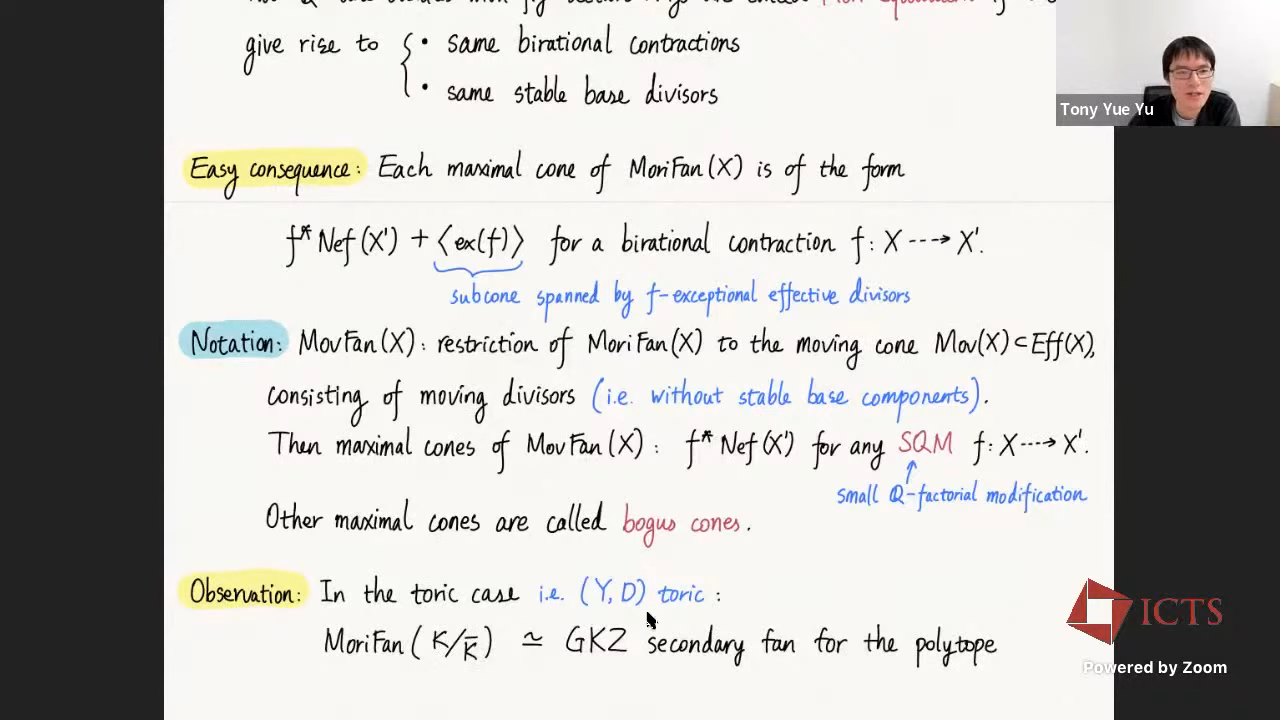 give rise to { • same birational contractions
• same stable base divisors
Tony Yue Yu
Easy consequence: Each maximal cone of MoriFan(X) is of the form
f* Nef(X') + ⟨ex(f)⟩ for a birational contraction f: X ⇢ X'.
subcone spanned by f-exceptional effective divisors
Notation: MovFan(X): restriction of MoriFan(X) to the moving cone Mov(X) ⊂ Eff(X),
consisting of moving divisors (i.e. without stable base components).
Then maximal cones of MovFan(X): f* Nef(X') for any SQM f: X ⇢ X'.
small Q-factorial modification
Other maximal cones are called bogus cones.
Observation: In the toric case i.e. (Y, D) toric :
MoriFan(K/K̄) ≃ GKZ secondary fan for the polytope
ICTS
Powered by Zoom